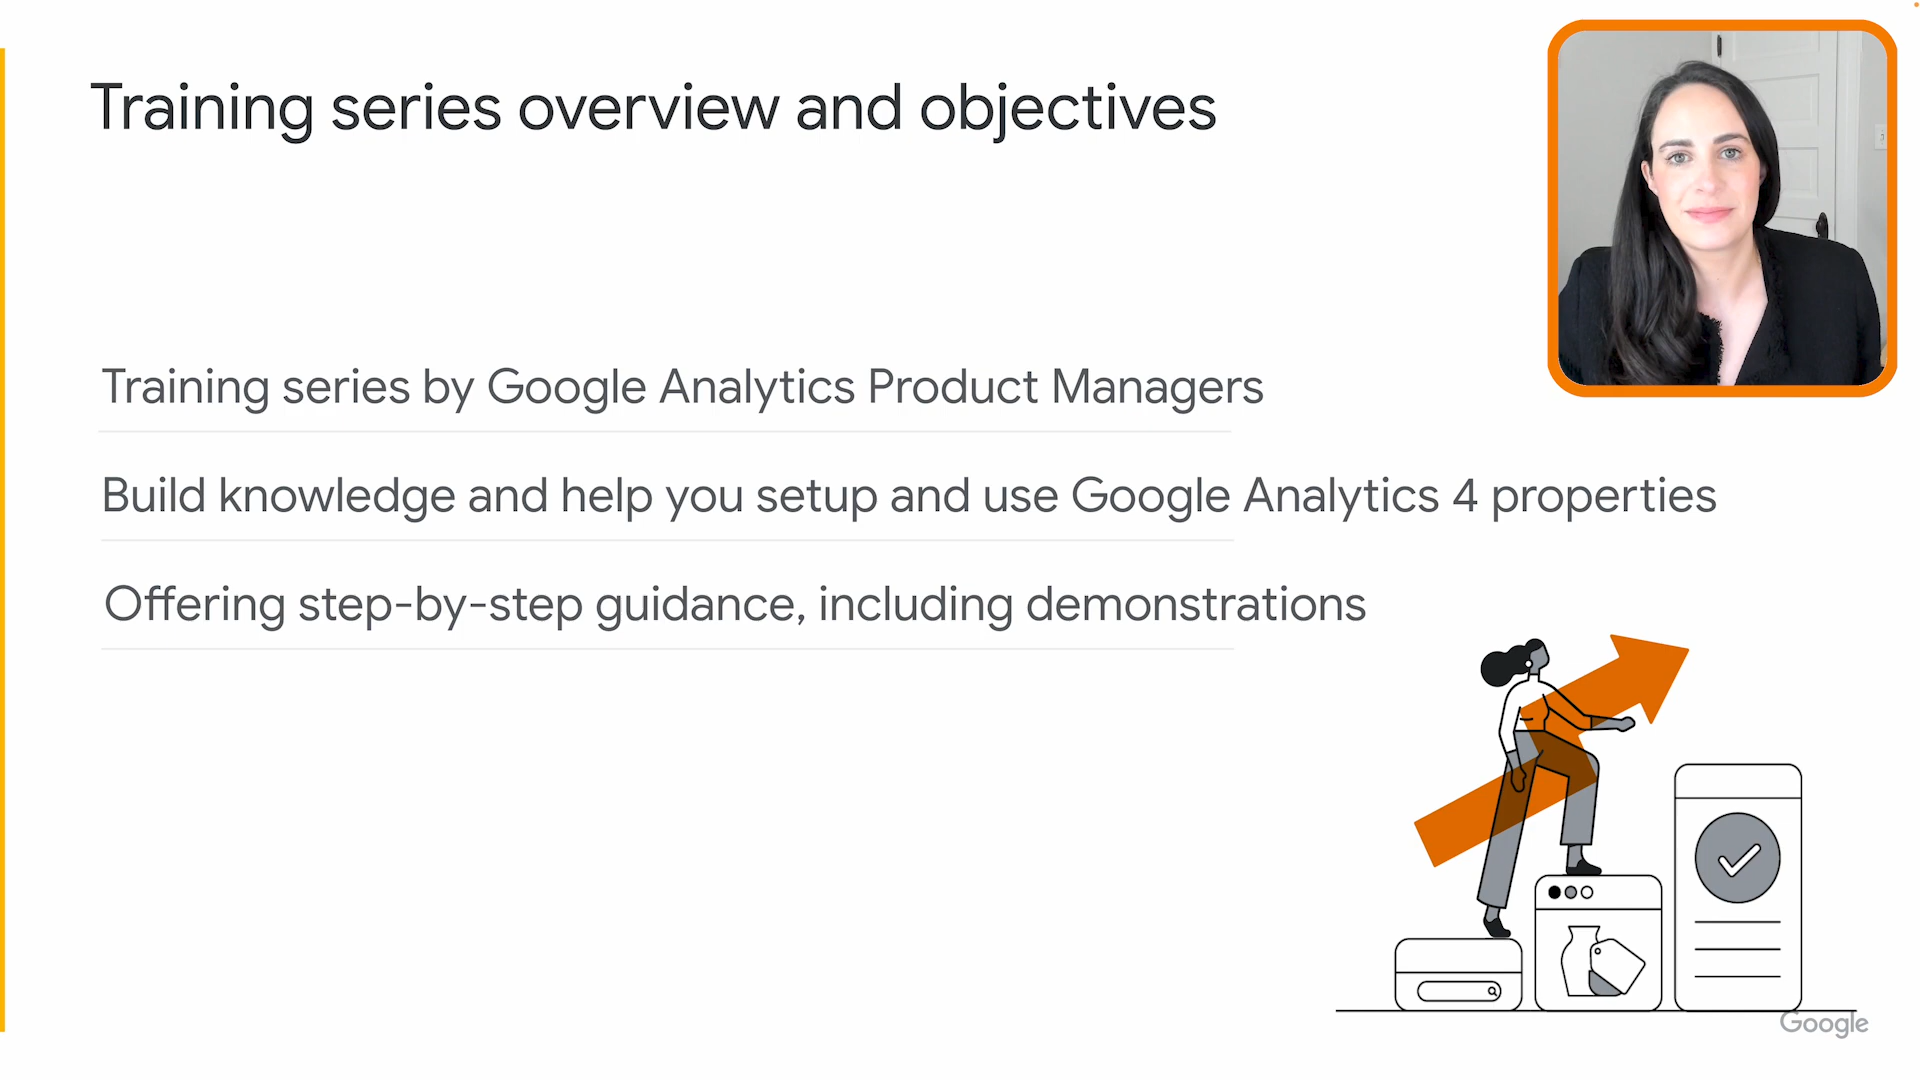 Training series overview and objectives
Training series by Google Analytics Product Managers
Build knowledge and help you setup and use Google Analytics 4 properties
Offering step-by-step guidance, including demonstrations
Google